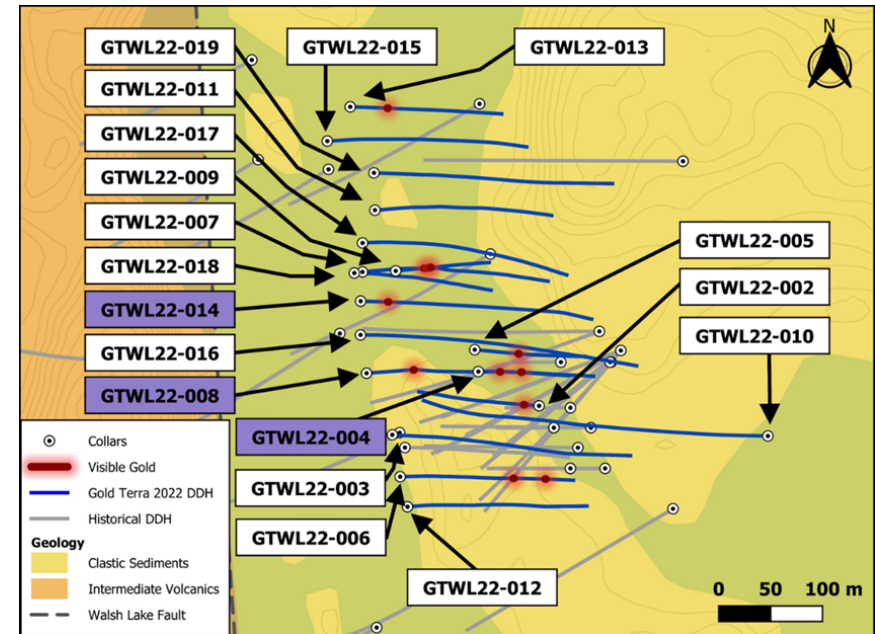 GTWL22-019
GTWL22-015
GTWL22-013
N
GTWL22-011
GTWL22-017
GTWL22-009
GTWL22-007
GTWL22-018
GTWL22-014
GTWL22-016
GTWL22-008
GTWL22-005
GTWL22-002
GTWL22-010
GTWL22-004
GTWL22-003
GTWL22-006
GTWL22-012
Collars
Visible Gold
Gold Terra 2022 DDH
Historical DDH
Geology
Clastic Sediments
Intermediate Volcanics
Walsh Lake Fault
0 50 100 m